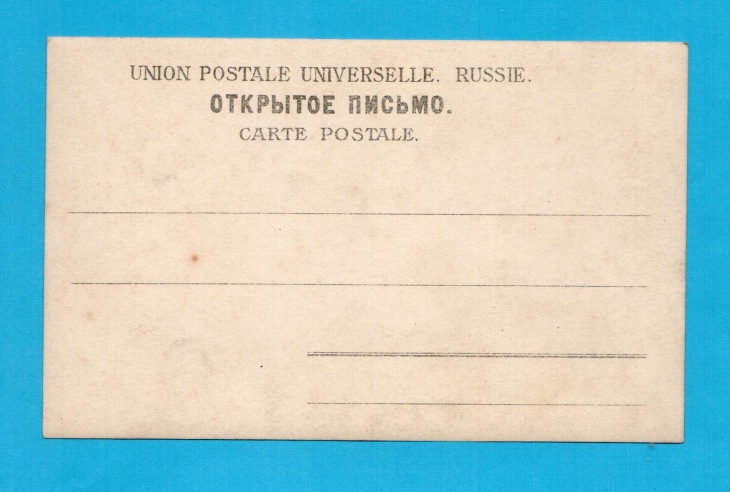 UNION POSTALE UNIVERSELLE. RUSSIE.
ОТКРЫТОЕ ПИСЬМО.
CARTE POSTALE.